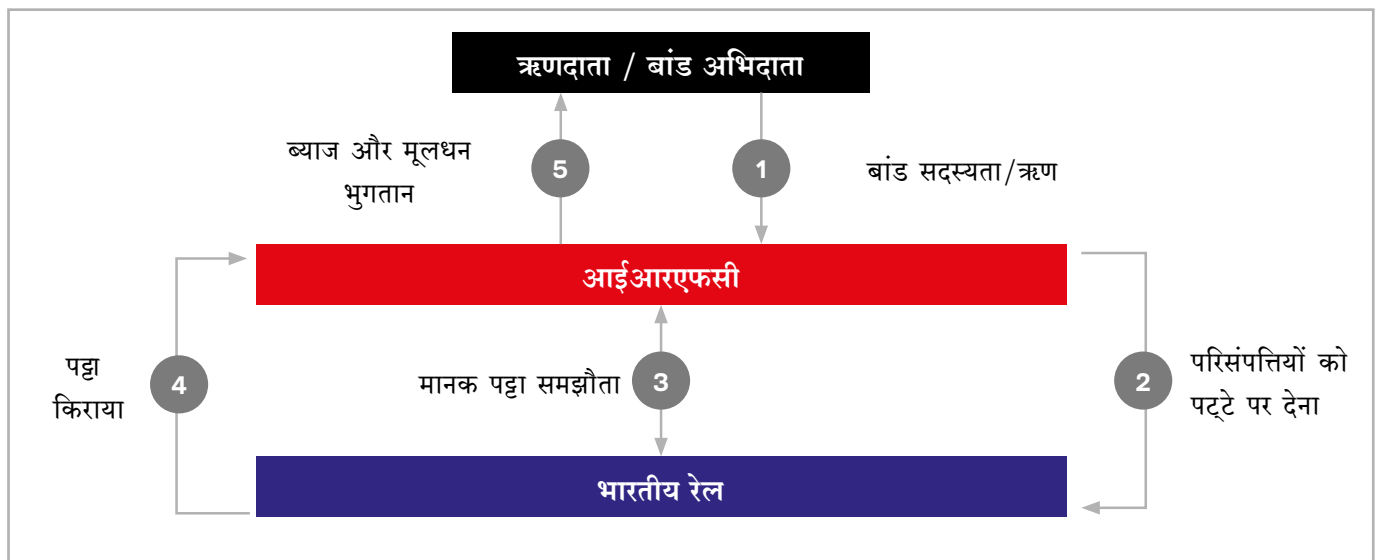 ऋणदाता / बांड अभिदाता
ब्याज और मूलधन
भुगतान
5
1
बांड सदस्यता/ऋण
आईआरएफसी
पट्टा
किराया
4
मानक पट्टा समझौता
3
2
परिसंपत्तियों को
पट्टे पर देना
भारतीय रेल